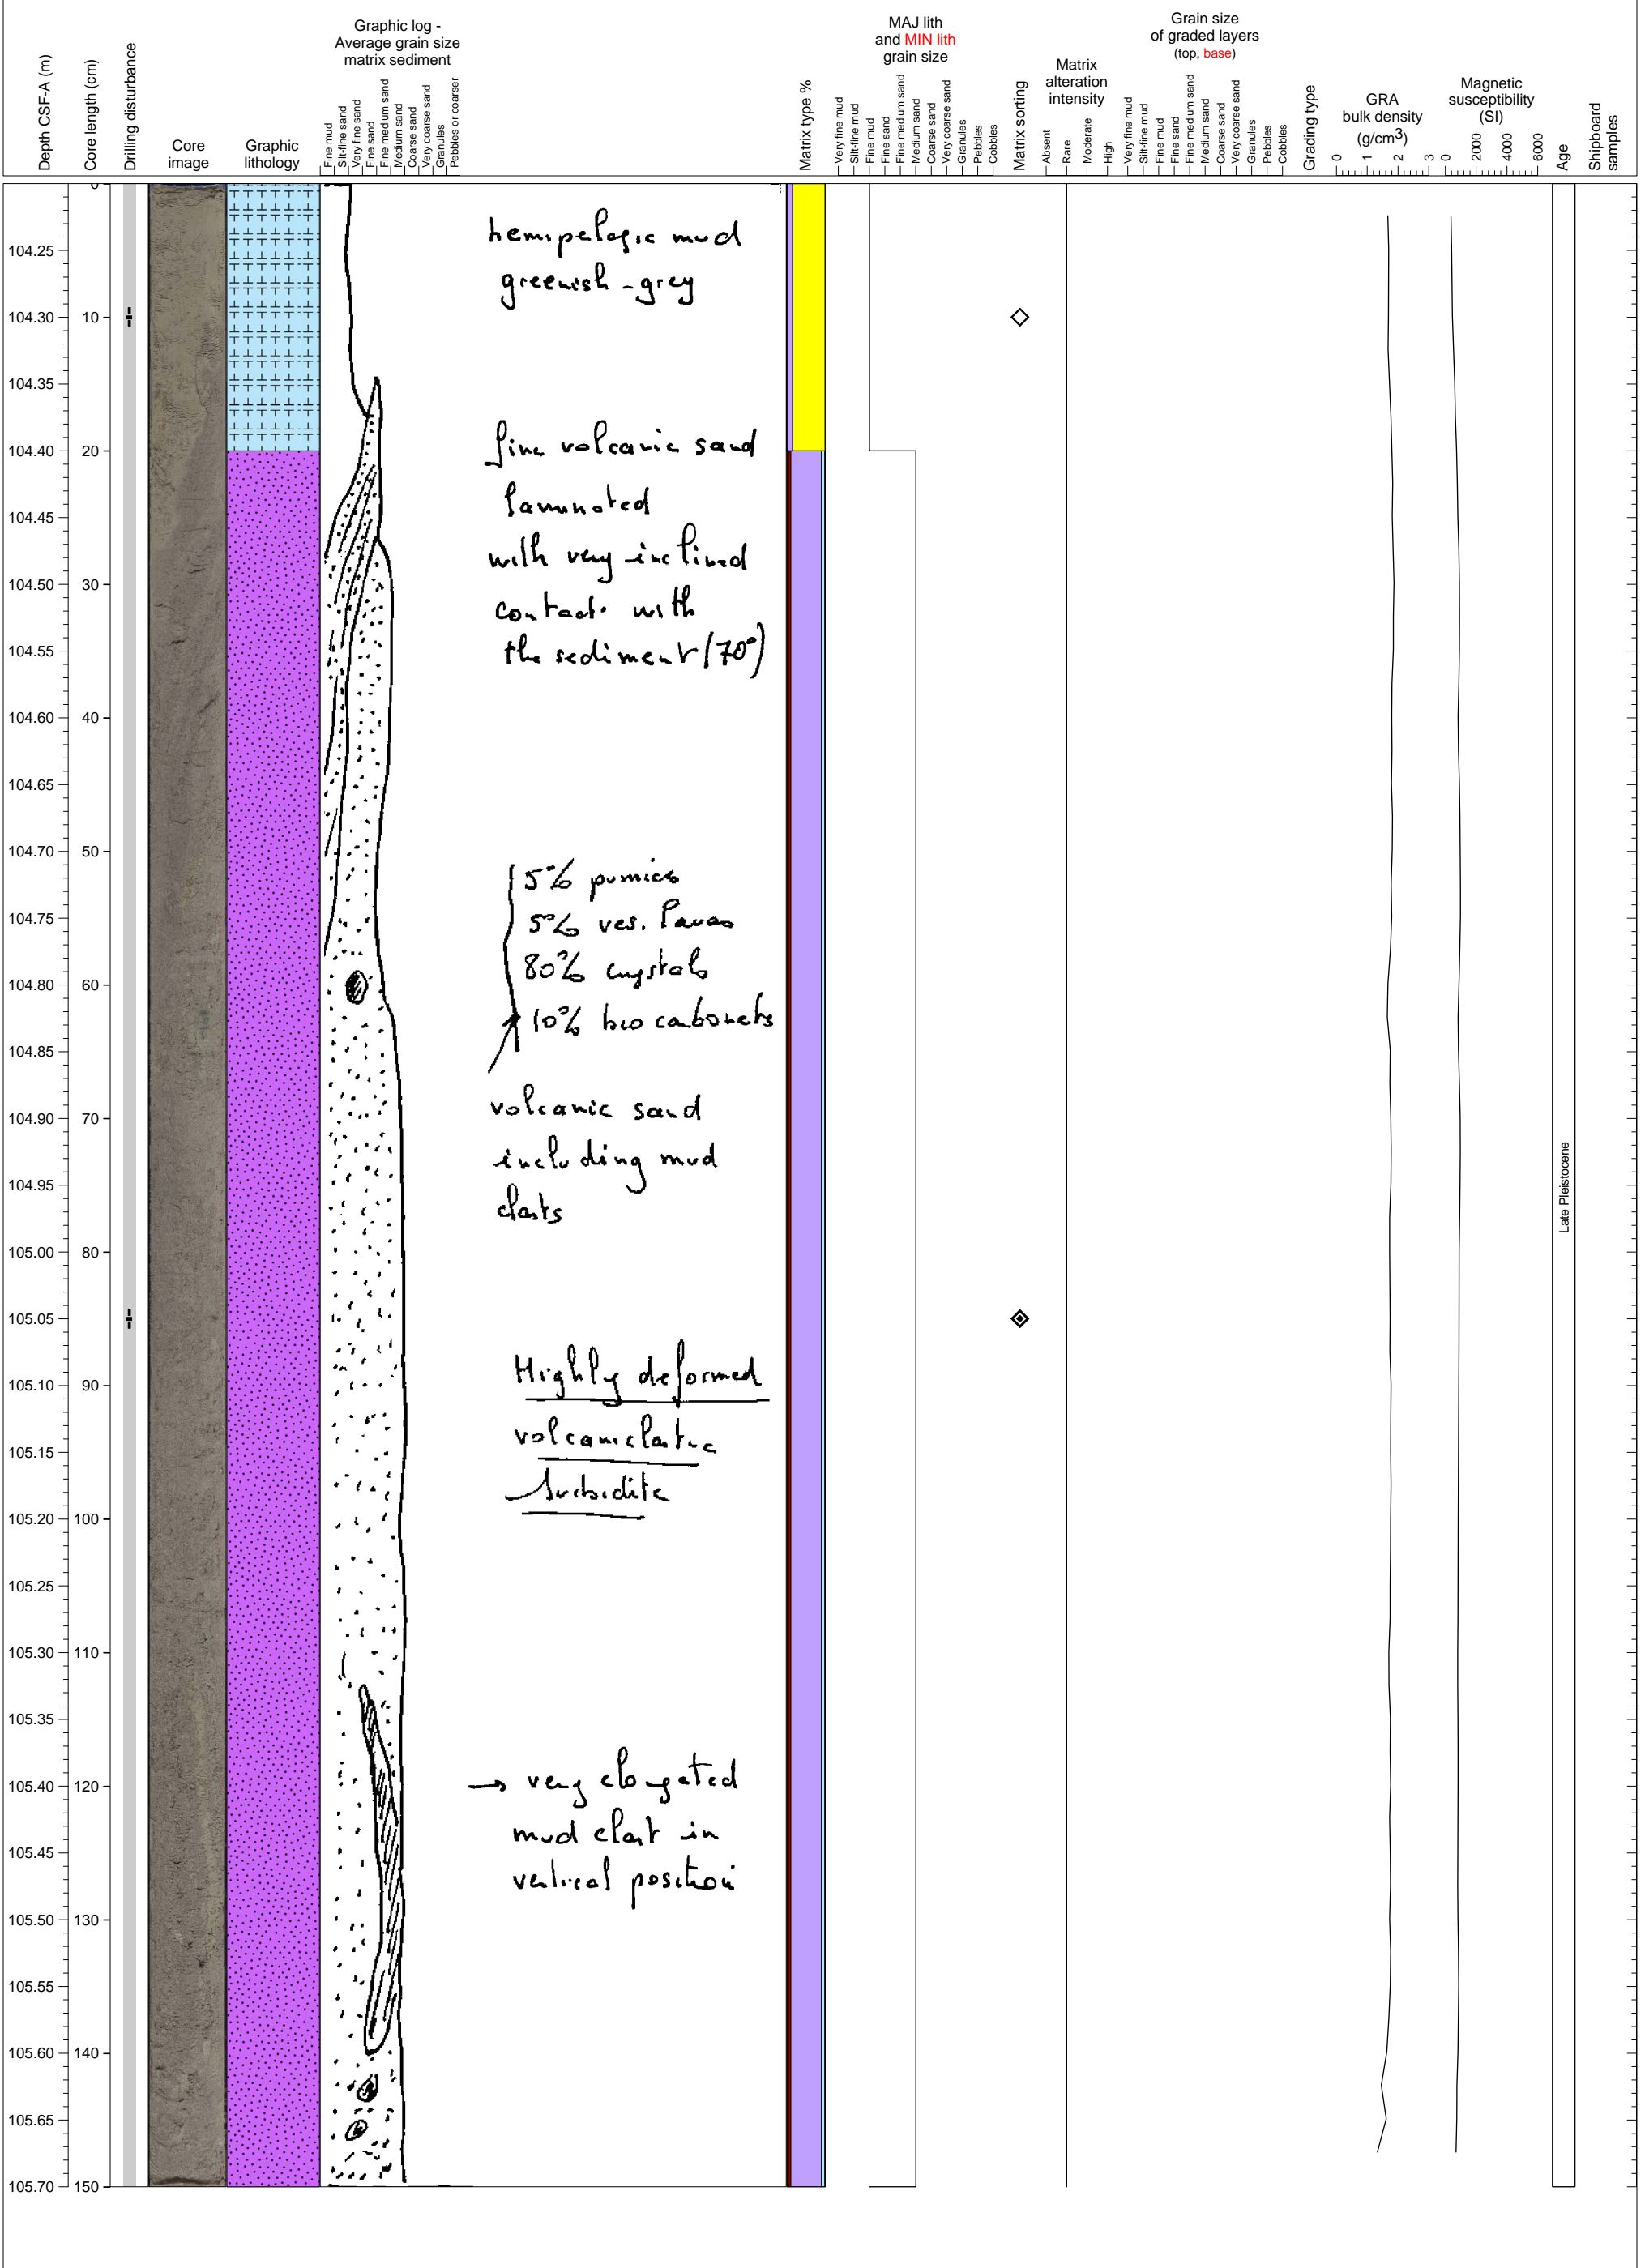 Depth CSF-A (m)
Core length (cm)
Drilling disturbance
Core
image
Graphic
lithology
Graphic log -
Average grain size
matrix sediment
Fine mud
Silt-fine sand
Very fine sand
Fine sand
Fine medium sand
Medium sand
Coarse sand
Very coarse sand
Granules
Pebbles or coarser
Matrix type %
MAJ lith
and MIN lith
grain size
Very fine mud
Silt-fine mud
Fine mud
Fine sand
Fine medium sand
Medium sand
Coarse sand
Very coarse sand
Granules
Pebbles
Cobbles
Matrix sorting
Matrix
alteration
intensity
Absent
Rare
Moderate
High
Grain size
of graded layers
(top, base)
Very fine mud
Silt-fine mud
Fine mud
Fine sand
Fine medium sand
Medium sand
Coarse sand
Very coarse sand
Granules
Pebbles
Cobbles
Grading type
GRA
bulk density
(g/cm3)
0 1 2 3
Magnetic
susceptibility
(SI)
0 2000 4000 6000
Age
Shipboard
samples
0
104.25
104.30 10
104.35
104.40 20
104.45
104.50 30
104.55
104.60 40
104.65
104.70 50
104.75
104.80 60
104.85
104.90 70
104.95
105.00 80
105.05
105.10 90
105.15
105.20 100
105.25
105.30 110
105.35
105.40 120
105.45
105.50 130
105.55
105.60 140
105.65
105.70 150
hemipelagic mud
greenish-grey
fine volcanic sand
laminated
with very inclined
contact with
the sediment (70°)
5% pumice
5% ves. lavas
80% crystals
10% bio carbonets
volcanic sand
including mud
clasts
Highly deformed
volcaniclastic
turbidite
→ very elongated
mud clast in
vertical position
Late Pleistocene